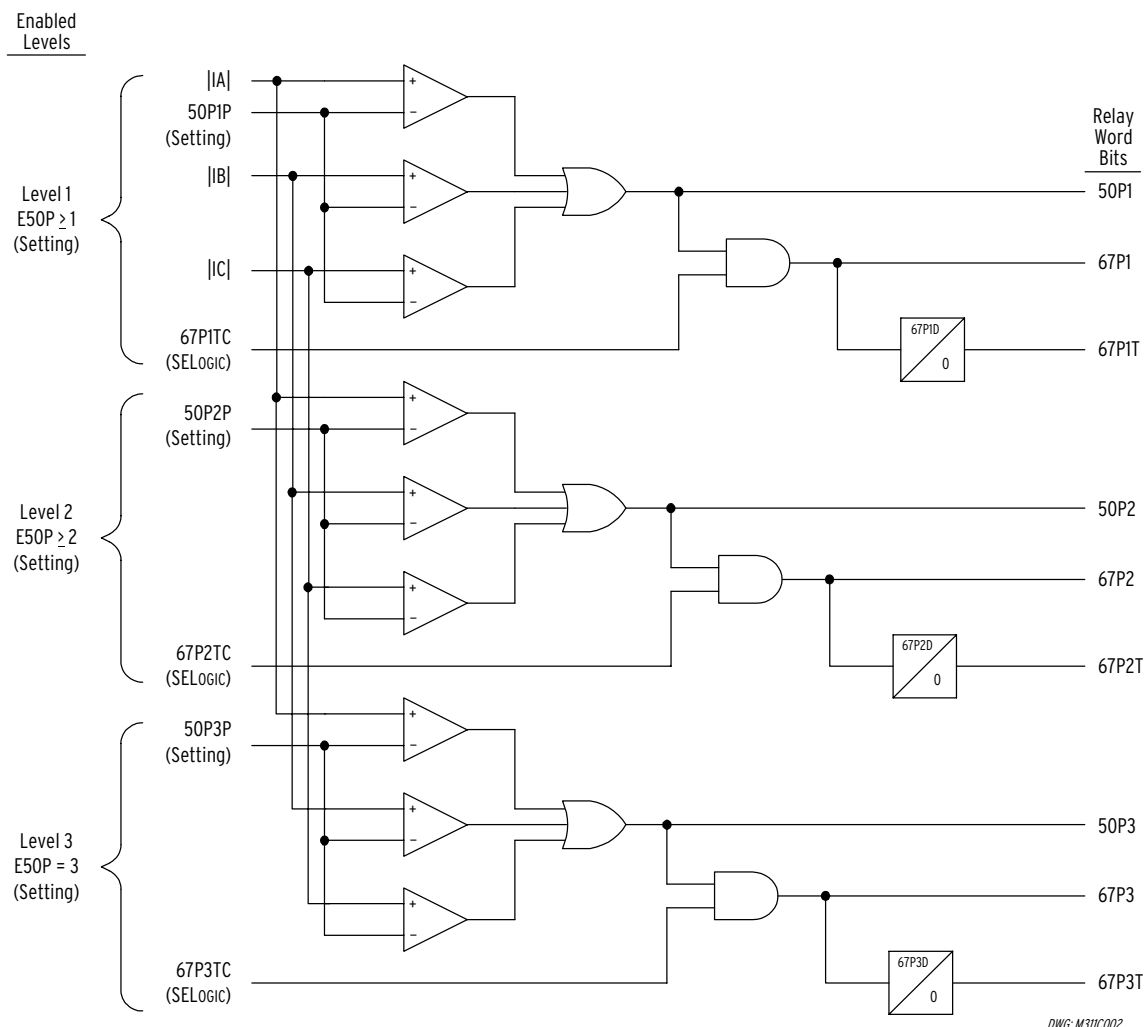 Enabled
Levels
|IA|
50P1P
(Setting)
|IB|
|IC|
67P1TC
(SELOGIC)
Level 1
E50P ≥ 1
(Setting)
+
−
+
−
+
−
Relay
Word
Bits
50P1
67P1
67P1D
0
67P1T
50P2P
(Setting)
Level 2
E50P ≥ 2
(Setting)
67P2TC
(SELOGIC)
+
−
+
−
+
−
50P2
67P2
67P2D
0
67P2T
50P3P
(Setting)
Level 3
E50P = 3
(Setting)
67P3TC
(SELOGIC)
+
−
+
−
+
−
50P3
67P3
67P3D
0
67P3T
DWG: M311C002